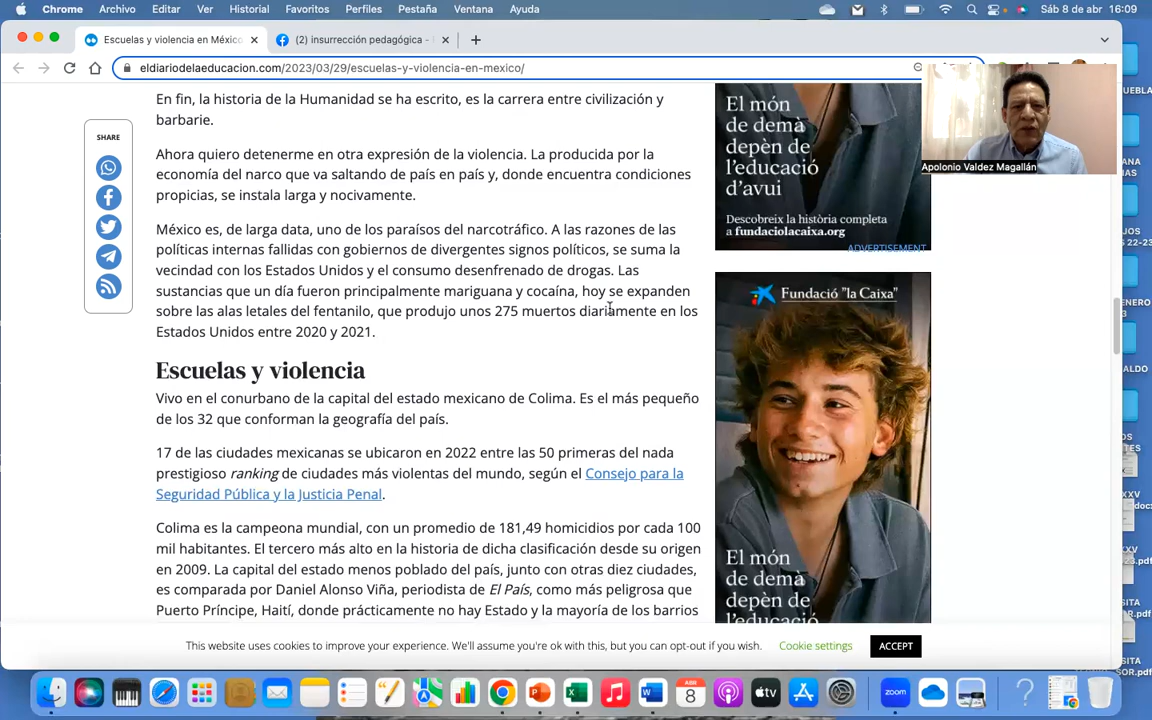 Chrome Archivo Editar Ver Historial Favoritos Perfiles Pestaña Ventana Ayuda Sáb 8 de abr 16:09
Escuelas y violencia en México (2) insurrección pedagógica -
eldiariodelaeducacion.com/2023/03/29/escuelas-y-violencia-en-mexico/
SHARE
En fin, la historia de la Humanidad se ha escrito, es la carrera entre civilización y
barbarie.
Ahora quiero detenerme en otra expresión de la violencia. La producida por la
economía del narco que va saltando de país en país y, donde encuentra condiciones
propicias, se instala larga y nocivamente.
México es, de larga data, uno de los paraísos del narcotráfico. A las razones de las
políticas internas fallidas con gobiernos de divergentes signos políticos, se suma la
vecindad con los Estados Unidos y el consumo desenfrenado de drogas. Las
sustancias que un día fueron principalmente mariguana y cocaína, hoy se expanden
sobre las alas letales del fentanilo, que produjo unos 275 muertos diariamente en los
Estados Unidos entre 2020 y 2021.
Escuelas y violencia
Vivo en el conurbano de la capital del estado mexicano de Colima. Es el más pequeño
de los 32 que conforman la geografía del país.
17 de las ciudades mexicanas se ubicaron en 2022 entre las 50 primeras del nada
prestigioso ranking de ciudades más violentas del mundo, según el Consejo para la
Seguridad Pública y la Justicia Penal.
Colima es la campeona mundial, con un promedio de 181,49 homicidios por cada 100
mil habitantes. El tercero más alto en la historia de dicha clasificación desde su origen
en 2009. La capital del estado menos poblado del país, junto con otras diez ciudades,
es comparada por Daniel Alonso Viña, periodista de El País, como más peligrosa que
Puerto Príncipe, Haití, donde prácticamente no hay Estado y la mayoría de los barrios
El món
de demà
depèn de
l'educació
d'avui
Descobreix la història completa
a fundaciolacaixa.org
ADVERTISEMENT
Fundació "la Caixa"
El món
de demà
depèn de
l'educació
Apolonio Valdez Magallán
This website uses cookies to improve your experience. We'll assume you're ok with this, but you can opt-out if you wish. Cookie settings ACCEPT
ABR
8
tv
zoom